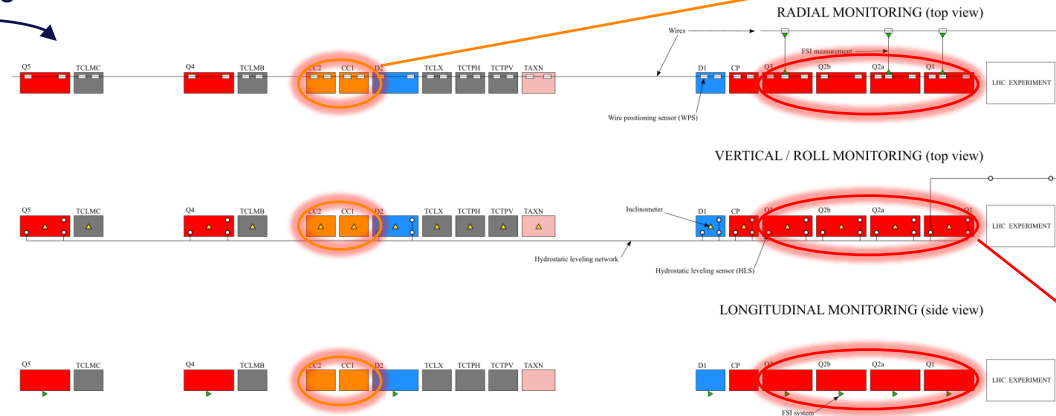 RADIAL MONITORING (top view)
Wires
FSI measurement
Q5 TCLMC Q4 TCLMB CC2 CC1 D2 TCLX TCTPH TCTPV TAXN D1 CP Q3 Q2b Q2a Q1
LHC EXPERIMENT
Wire positioning sensor (WPS)
VERTICAL / ROLL MONITORING (top view)
Q5 TCLMC Q4 TCLMB CC2 CC1 D2 TCLX TCTPH TCTPV TAXN Inclinometer D1 CP Q3 Q2b Q2a Q1
LHC EXPERIMENT
Hydrostatic leveling network
Hydrostatic leveling sensor (HLS)
LONGITUDINAL MONITORING (side view)
Q5 TCLMC Q4 TCLMB CC2 CC1 D2 TCLX TCTPH TCTPV TAXN D1 CP Q3 Q2b Q2a Q1
LHC EXPERIMENT
FSI system